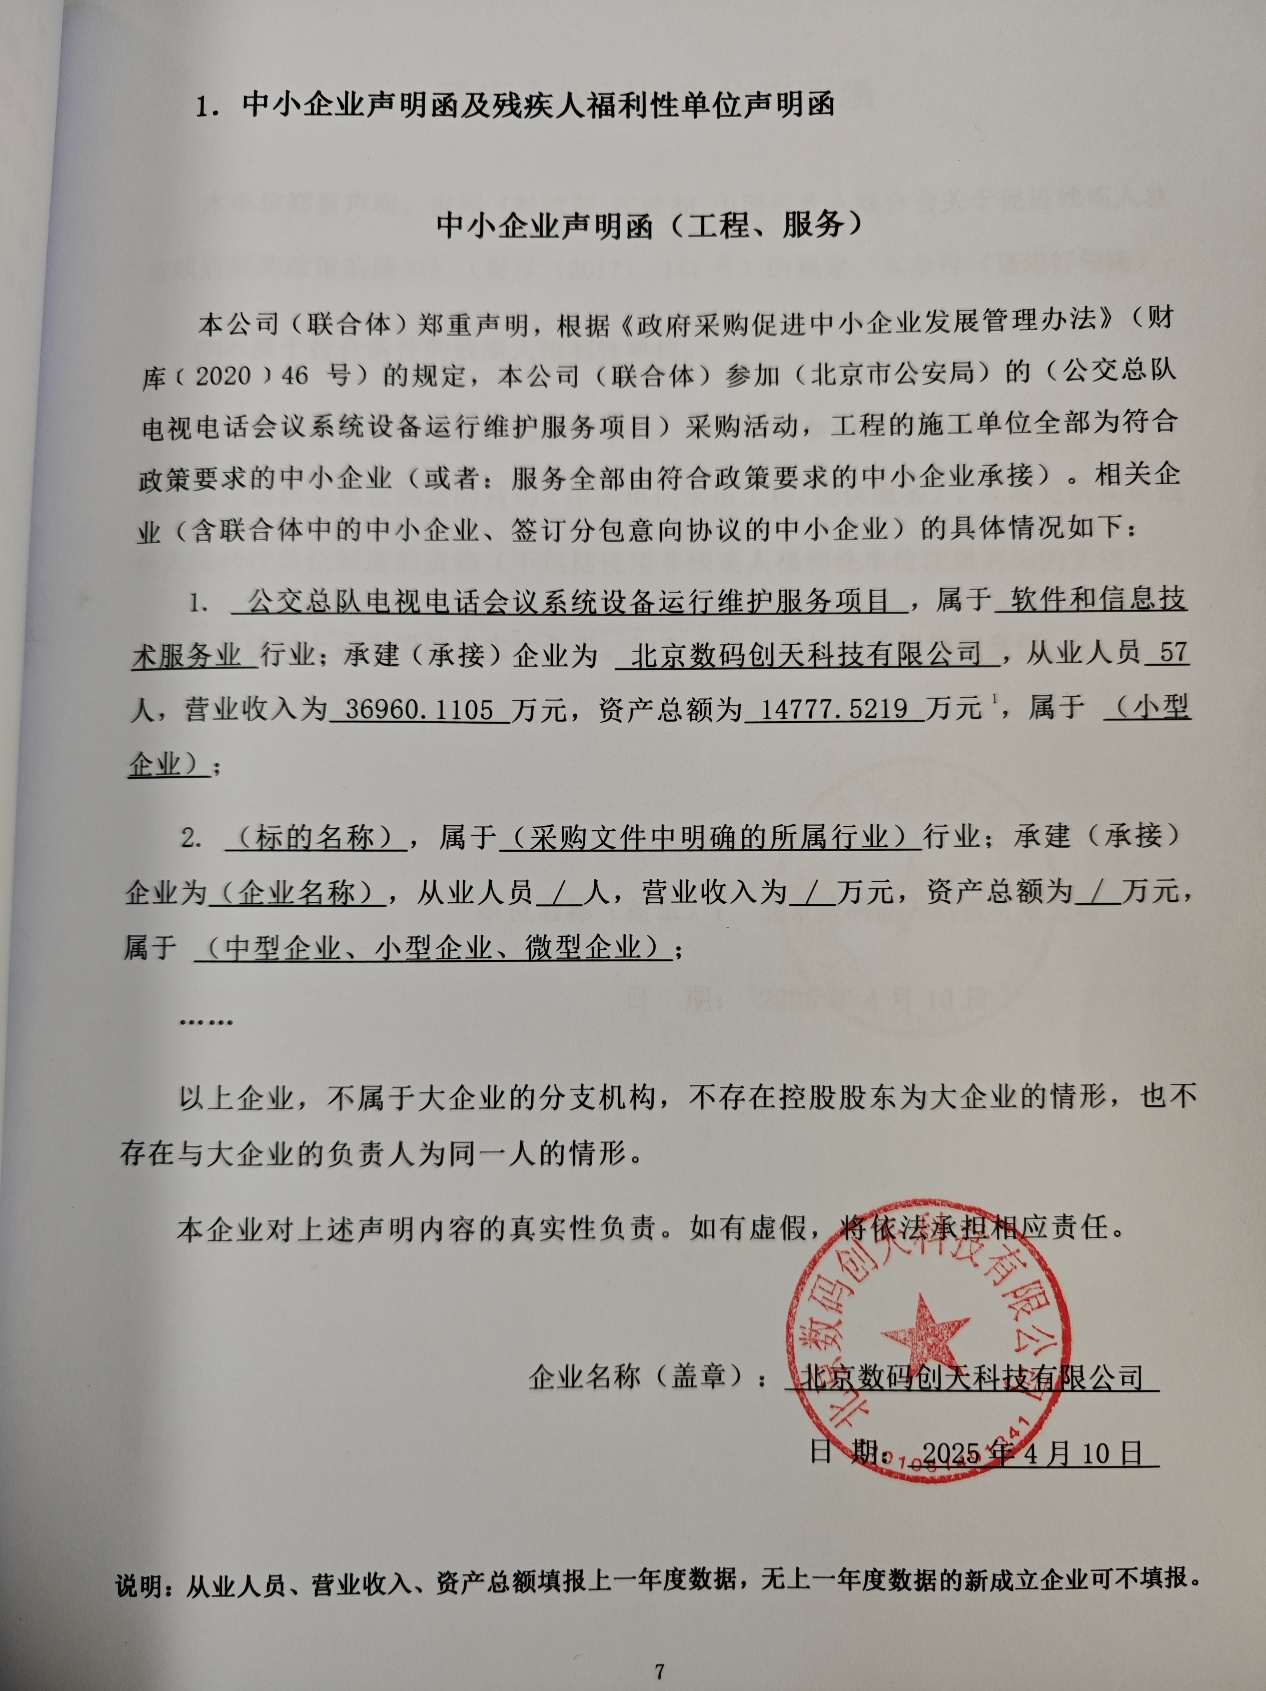 1. 中小企业声明函及残疾人福利性单位声明函
中小企业声明函（工程、服务）
本公司（联合体）郑重声明，根据《政府采购促进中小企业发展管理办法》（财
库﹝2020﹞46 号）的规定，本公司（联合体）参加（北京市公安局）的（公交总队
电视电话会议系统设备运行维护服务项目）采购活动，工程的施工单位全部为符合
政策要求的中小企业（或者：服务全部由符合政策要求的中小企业承接）。相关企
业（含联合体中的中小企业、签订分包意向协议的中小企业）的具体情况如下：
1. 公交总队电视电话会议系统设备运行维护服务项目 ，属于 软件和信息技
术服务业 行业；承建（承接）企业为 北京数码创天科技有限公司 ，从业人员 57
人，营业收入为 36960.1105 万元，资产总额为 14777.5219 万元¹，属于 （小型
企业）；
2. （标的名称），属于（采购文件中明确的所属行业）行业；承建（承接）
企业为（企业名称），从业人员 / 人，营业收入为 / 万元，资产总额为 / 万元，
属于 （中型企业、小型企业、微型企业）；
……
以上企业，不属于大企业的分支机构，不存在控股股东为大企业的情形，也不
存在与大企业的负责人为同一人的情形。
本企业对上述声明内容的真实性负责。如有虚假，将依法承担相应责任。
北京数码创天科技有限公司
企业名称（盖章）：北京数码创天科技有限公司
日 期：2025 年 4 月 10 日
说明：从业人员、营业收入、资产总额填报上一年度数据，无上一年度数据的新成立企业可不填报。
7